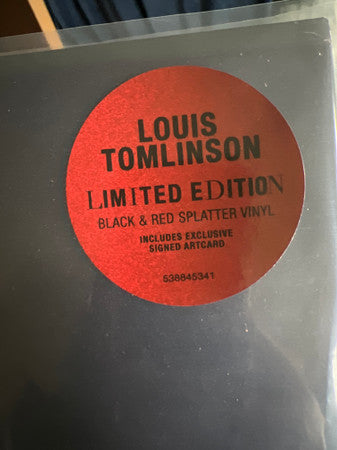 LOUIS
TOMLINSON
LIMITED EDITION
BLACK & RED SPLATTER VINYL
INCLUDES EXCLUSIVE
SIGNED ARTCARD
538845341